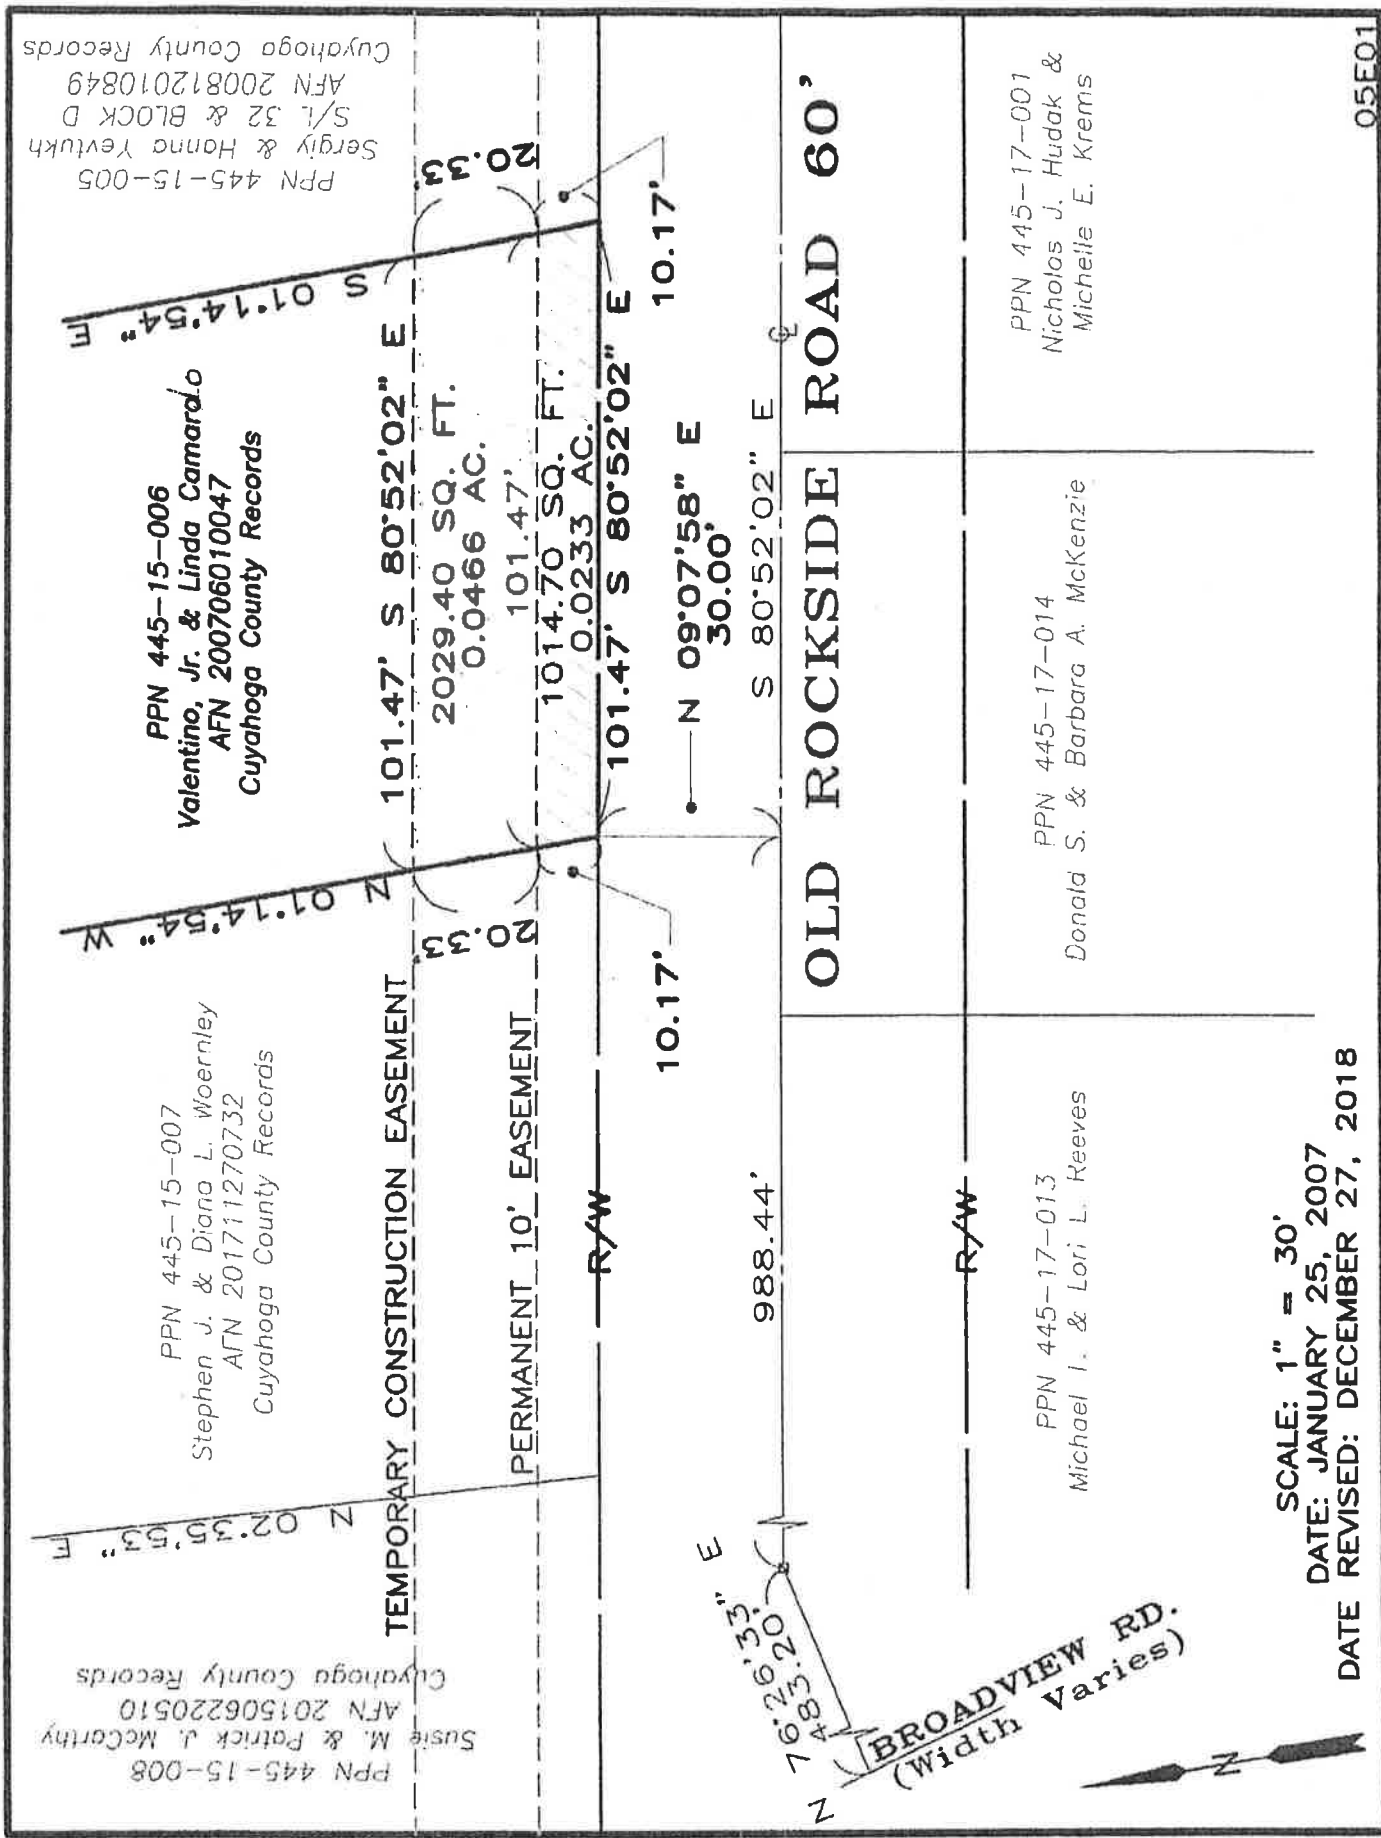 PPN 445-15-008
Susie M. & Patrick J. McCarthy
AFN 201506220510
Cuyahoga County Records
N 02°35'53" E
PPN 445-15-007
Stephen J. & Diana L. Woernley
AFN 201711270732
Cuyahoga County Records
N 01°14'54" W
PPN 445-15-006
Valentino, Jr. & Linda Camardo
AFN 200706010047
Cuyahoga County Records
S 01°14'54" E
PPN 445-15-005
Sergiy & Hanna Yevtukh
S/L 32 & BLOCK D
AFN 200812010849
Cuyahoga County Records
TEMPORARY CONSTRUCTION EASEMENT
101.47' S 80°52'02" E
20.33'
2029.40 SQ. FT.
0.0466 AC.
20.33'
101.47'
PERMANENT 10' EASEMENT
1014.70 SQ. FT.
0.0233 AC.
R/W
101.47' S 80°52'02" E
10.17'
10.17'
N 09°07'58" E
30.00'
988.44'
S 80°52'02" E
℄
OLD ROCKSIDE ROAD 60'
N 76°26'33" E
483.20'
BROADVIEW RD.
(Width Varies)
R/W
PPN 445-17-013
Michael I. & Lori L. Reeves
PPN 445-17-014
Donald S. & Barbara A. McKenzie
PPN 445-17-001
Nicholas J. Hudak &
Michelle E. Krems
N
SCALE: 1" = 30'
DATE: JANUARY 25, 2007
DATE REVISED: DECEMBER 27, 2018
05E01